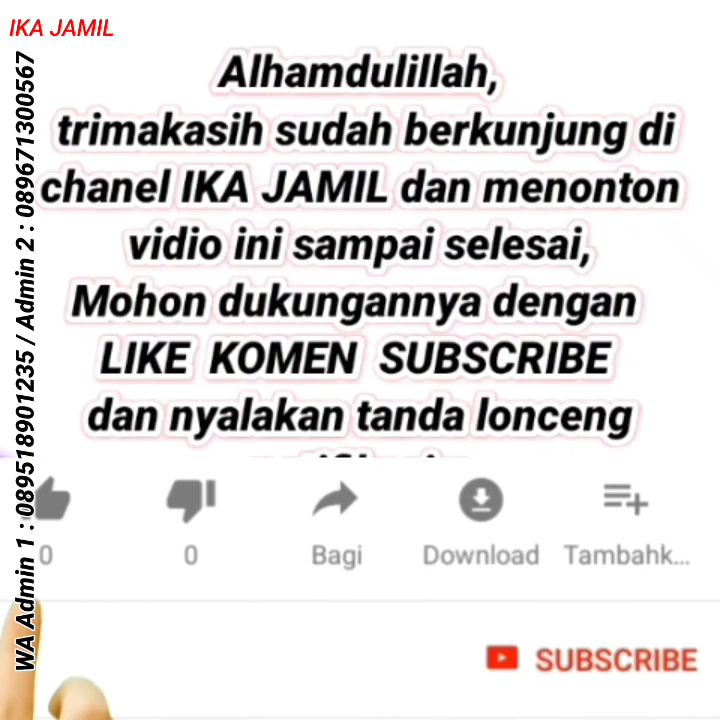 IKA JAMIL
WA Admin 1 : 089518901235 / Admin 2 : 089671300567
Alhamdulillah,
trimakasih sudah berkunjung di
chanel IKA JAMIL dan menonton
vidio ini sampai selesai,
Mohon dukungannya dengan
LIKE KOMEN SUBSCRIBE
dan nyalakan tanda lonceng
0
0
Bagi
Download
Tambahk...
SUBSCRIBE